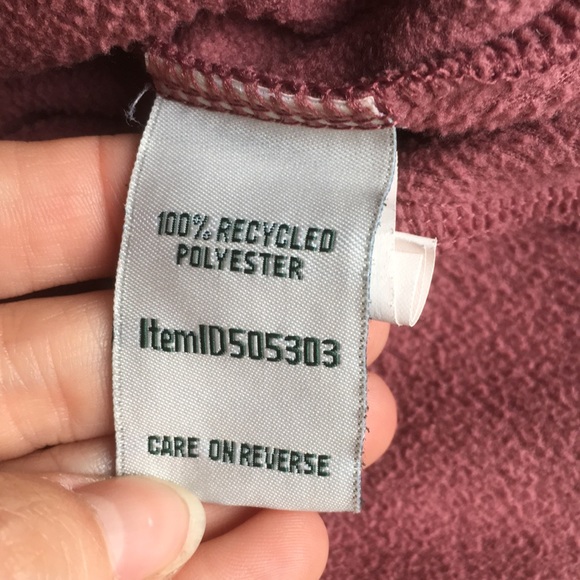 100% RECYCLED
POLYESTER
ItemID505303
CARE ON REVERSE